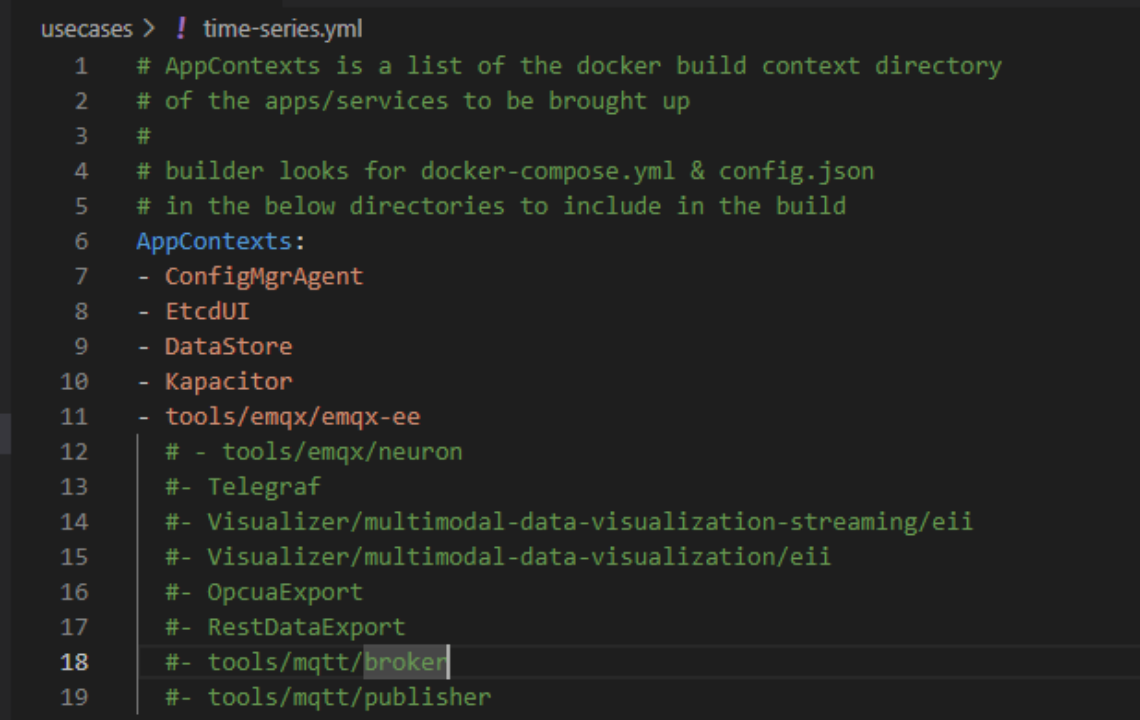 usecases > ! time-series.yml
1 # AppContexts is a list of the docker build context directory
2 # of the apps/services to be brought up
3 #
4 # builder looks for docker-compose.yml & config.json
5 # in the below directories to include in the build
6 AppContexts:
7 - ConfigMgrAgent
8 - EtcdUI
9 - DataStore
10 - Kapacitor
11 - tools/emqx/emqx-ee
12 # - tools/emqx/neuron
13 #- Telegraf
14 #- Visualizer/multimodal-data-visualization-streaming/eii
15 #- Visualizer/multimodal-data-visualization/eii
16 #- OpcuaExport
17 #- RestDataExport
18 #- tools/mqtt/broker
19 #- tools/mqtt/publisher